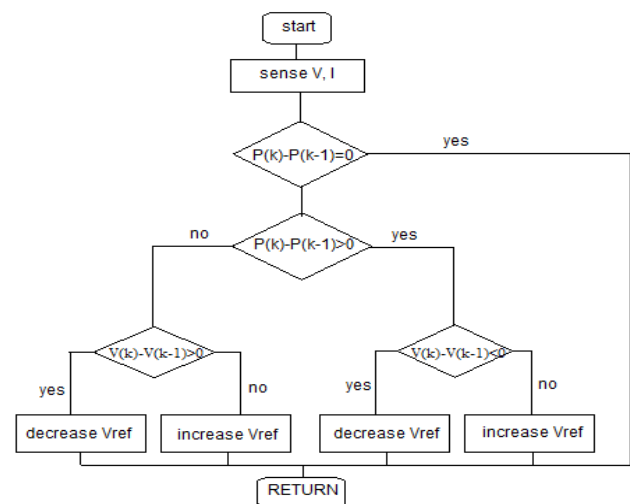 start
sense V, I
P(k)-P(k-1)=0
yes
P(k)-P(k-1)>0
no
yes
V(k)-V(k-1)>0
V(k)-V(k-1)<0
yes
no
yes
no
decrease Vref
increase Vref
decrease Vref
increase Vref
RETURN